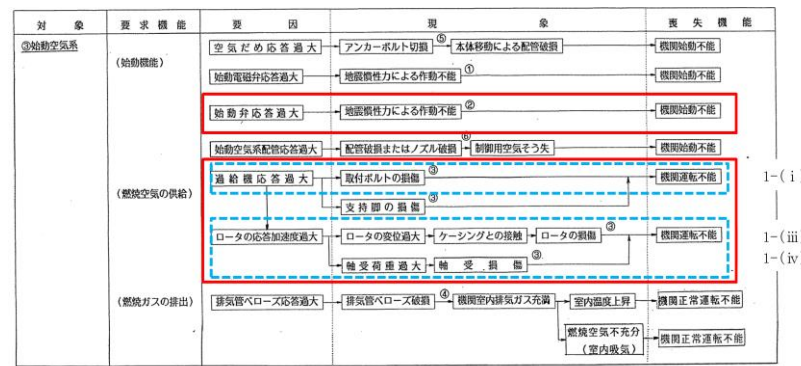 対象 要求機能 要因 現象 喪失機能
③始動空気系
(始動機能)
空気だめ応答過大 アンカーボルト切損 ⑤ 本体移動による配管破損 機関始動不能
始動電磁弁応答過大 地震慣性力による作動不能 ① 機関始動不能
始動弁応答過大 地震慣性力による作動不能 ② 機関始動不能
始動空気系配管応答過大 配管破損またはノズル破損 ⑥ 制御用空気そう失 機関始動不能
(燃焼空気の供給)
過給機応答過大 取付ボルトの損傷 ③ 機関運転不能 1-(ⅰ)
支持脚の損傷 ③
ロータの応答加速度過大 ロータの変位過大 ケーシングとの接触 ロータの損傷 ③ 機関運転不能 1-(ⅲ)
軸受荷重過大 軸受損傷 ③ 1-(ⅳ)
(燃焼ガスの排出)
排気管ベローズ応答過大 排気管ベローズ破損 ④ 機関室内排気ガス充満 室内温度上昇 機関正常運転不能
燃焼空気不充分
(室内吸気)
機関正常運転不能